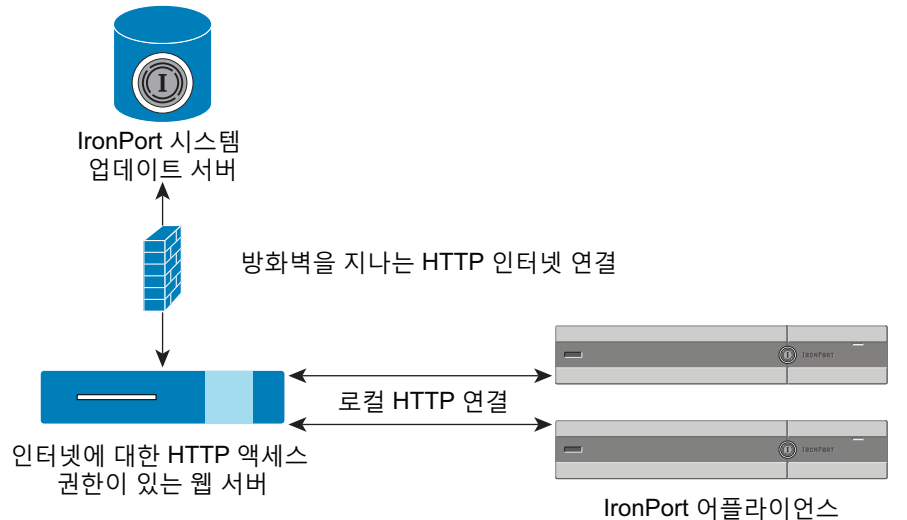 IronPort 시스템
업데이트 서버
방화벽을 지나는 HTTP 인터넷 연결
IRONPORT
로컬 HTTP 연결
IRONPORT
인터넷에 대한 HTTP 액세스
권한이 있는 웹 서버
IronPort 어플라이언스